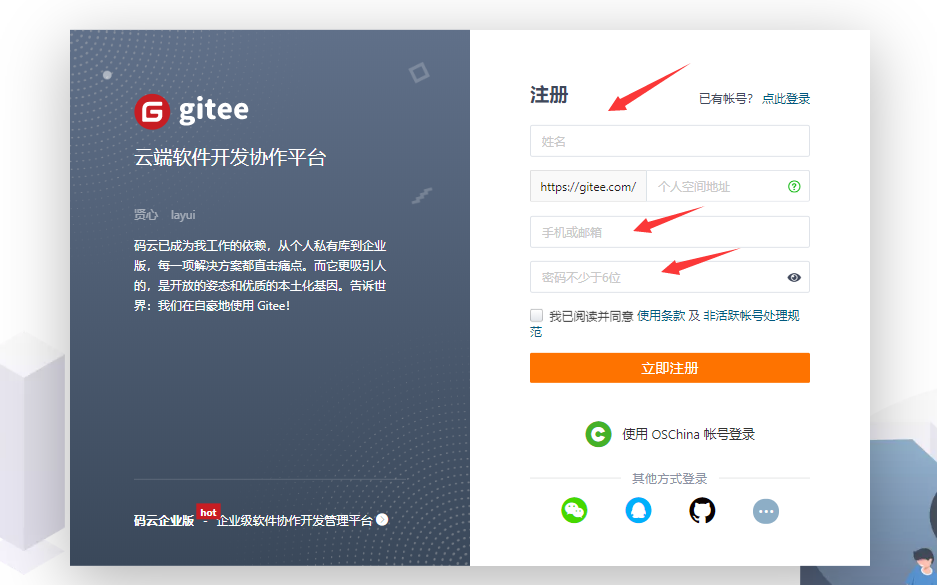 gitee
云端软件开发协作平台
贤心 layui
码云已成为我工作的依赖，从个人私有库到企业
版，每一项解决方案都直击痛点。而它更吸引人
的，是开放的姿态和优质的本土化基因。告诉世
界：我们在自豪地使用 Gitee！
码云企业版 hot - 企业级软件协作开发管理平台
注册
已有帐号？ 点此登录
姓名
https://gitee.com/ 个人空间地址
手机或邮箱
密码不少于6位
我已阅读并同意 使用条款 及 非活跃帐号处理规
范
立即注册
使用 OSChina 帐号登录
其他方式登录